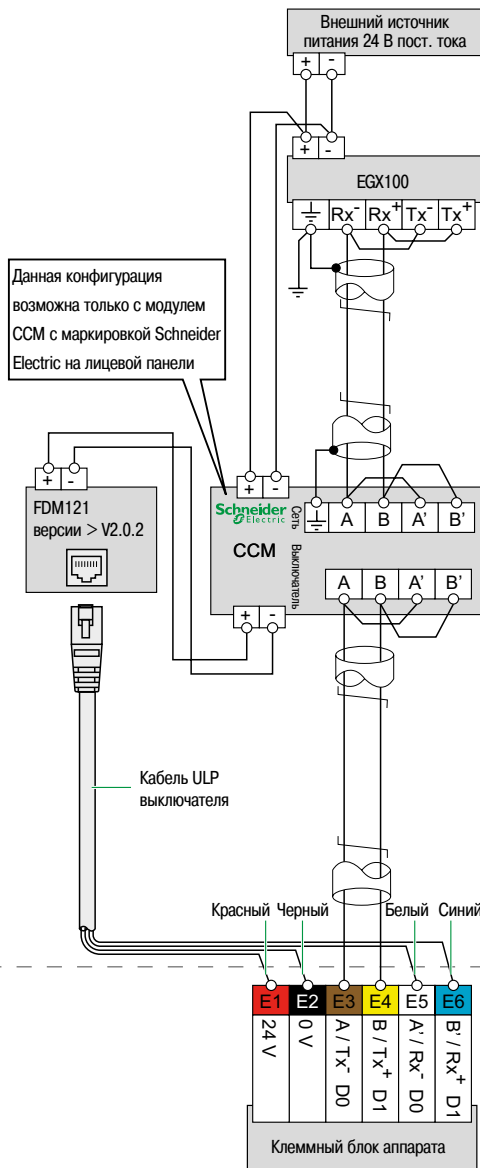 Внешний источник
питания 24 В пост. тока
+ -
+ -
EGX100
Rx- Rx+ Tx- Tx+
Данная конфигурация
возможна только с модулем
CCM с маркировкой Schneider
Electric на лицевой панели
+ -
FDM121
версии > V2.0.2
+ -
Schneider
Electric
CCM
Сеть
A B A' B'
Выключатель
A B A' B'
+ -
Кабель ULP
выключателя
Красный Черный Белый Синий
E1 E2 E3 E4 E5 E6
24 V
0 V
A / Tx- D0
B / Tx+ D1
A' / Rx- D0
B' / Rx+ D1
Клеммный блок аппарата